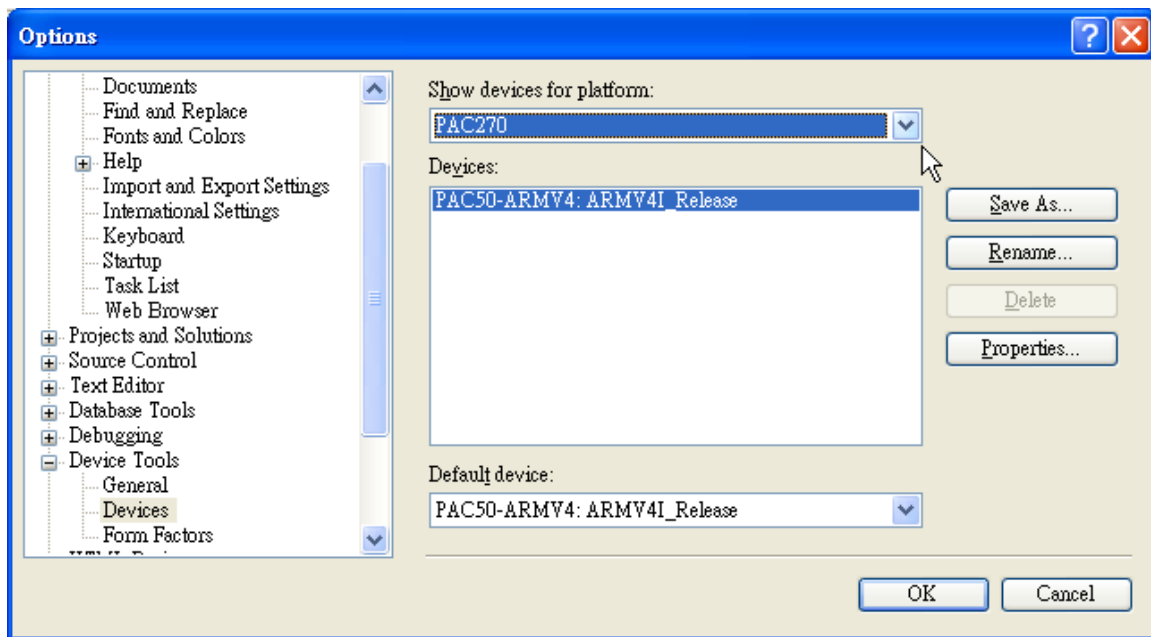 Options
Documents
Find and Replace
Fonts and Colors
Help
Import and Export Settings
International Settings
Keyboard
Startup
Task List
Web Browser
Projects and Solutions
Source Control
Text Editor
Database Tools
Debugging
Device Tools
General
Devices
Form Factors
Show devices for platform:
PAC270
Devices:
PAC50-ARMV4: ARMV4I_Release
Save As...
Rename...
Delete
Properties...
Default device:
PAC50-ARMV4: ARMV4I_Release
OK
Cancel